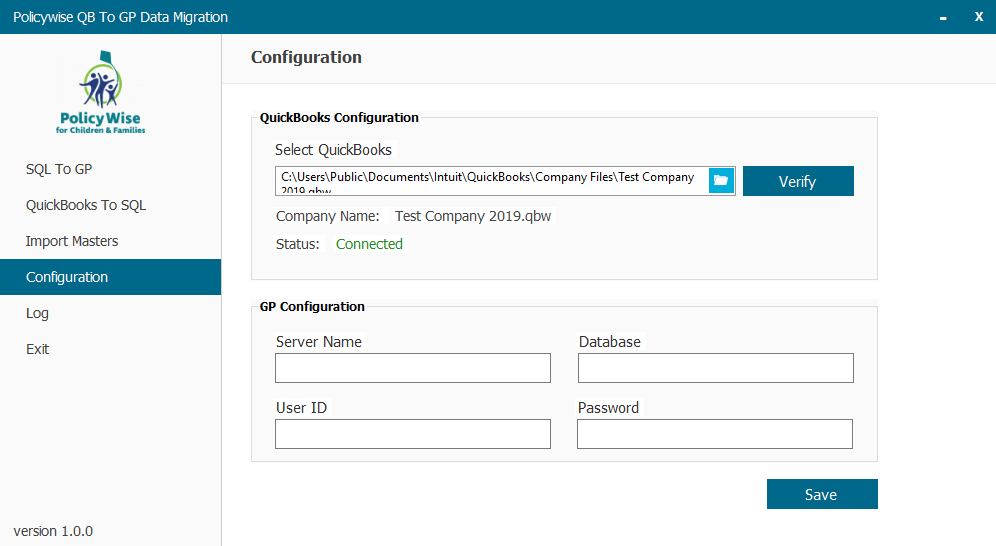 Policywise QB To GP Data Migration
X
PolicyWise
for Children & Families
SQL To GP
QuickBooks To SQL
Import Masters
Configuration
Log
Exit
version 1.0.0
Configuration
QuickBooks Configuration
Select QuickBooks
C:\Users\Public\Documents\Intuit\QuickBooks\Company Files\Test Company
2019.qbw
Verify
Company Name: Test Company 2019.qbw
Status: Connected
GP Configuration
Server Name Database
User ID Password
Save